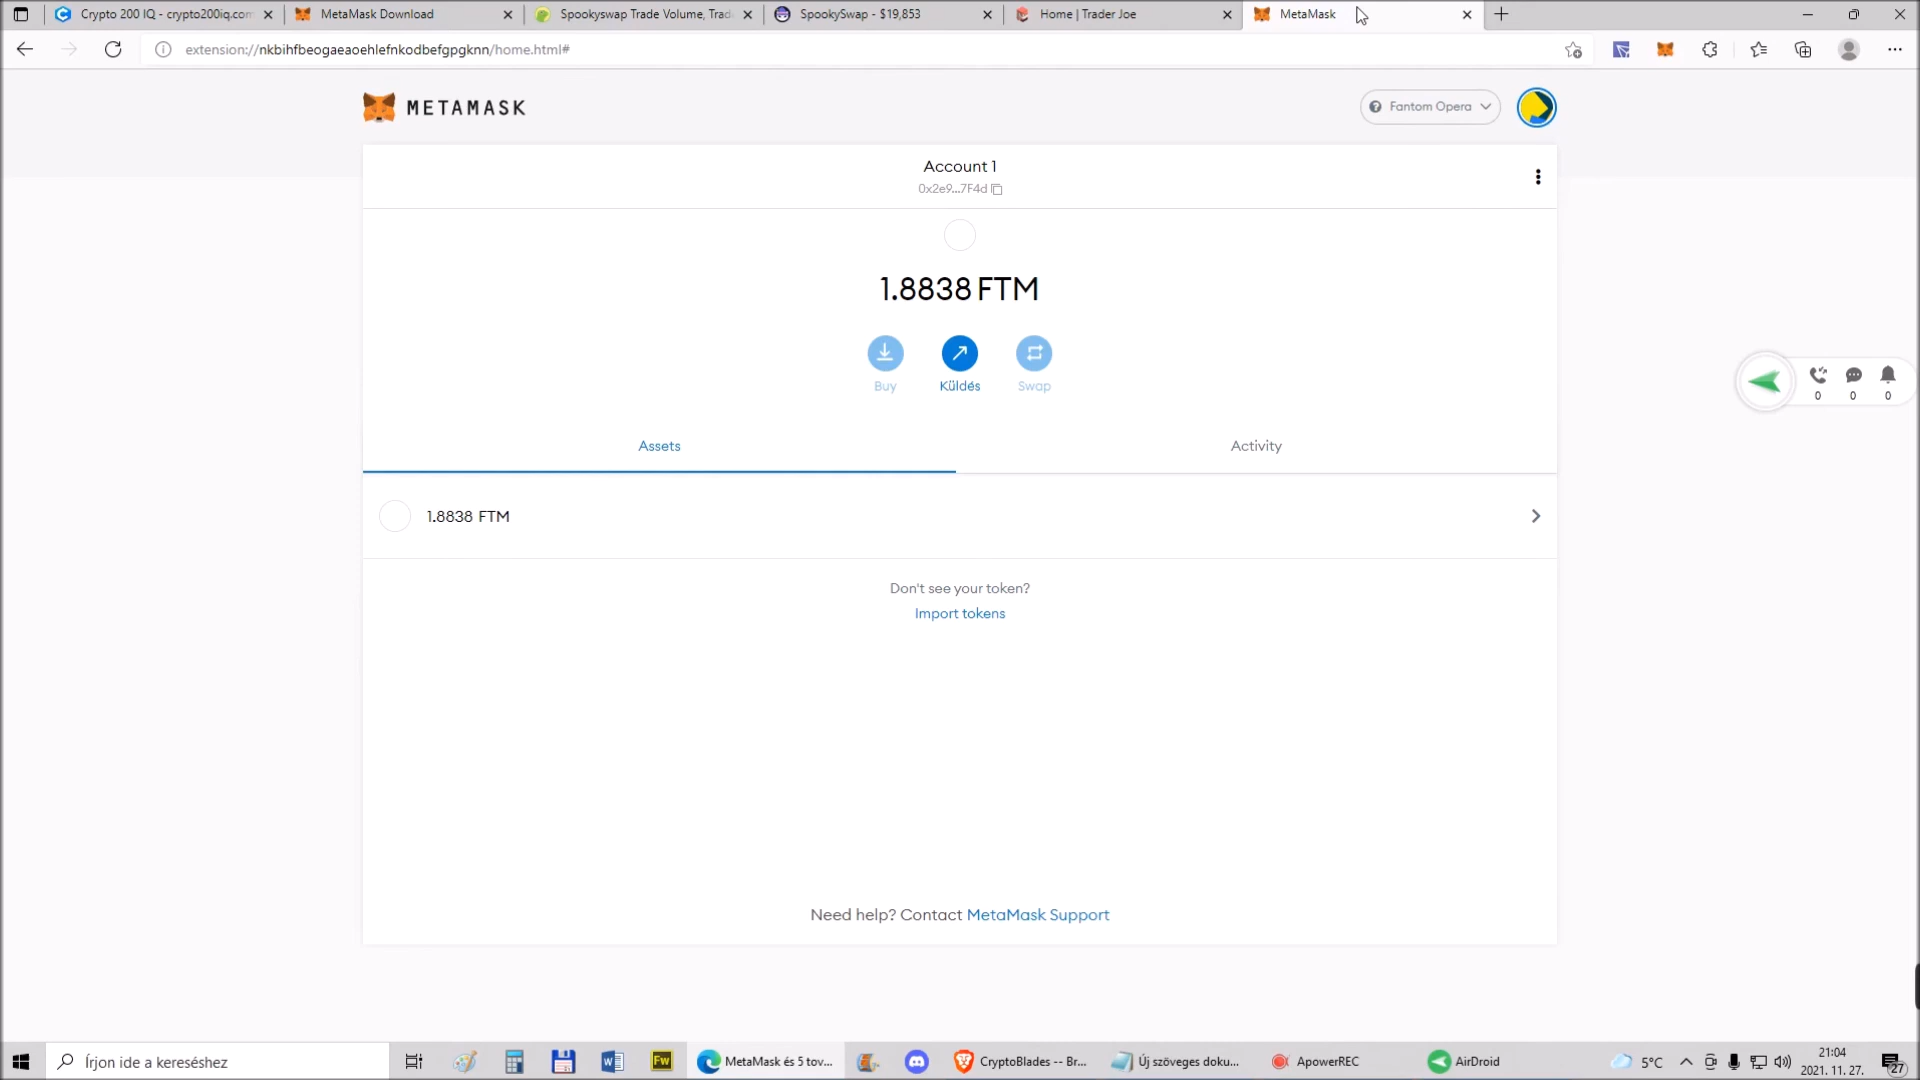 Crypto 200 IQ - crypto200iq.com
MetaMask Download
Spookyswap Trade Volume, Trad
SpookySwap - $19,853
Home | Trader Joe
MetaMask
extension://nkbihfbeogaeaoehlefnkodbefgpgknn/home.html#
METAMASK
Fantom Opera
Account 1
0x2e9...7F4d
1.8838 FTM
Buy
Küldés
Swap
0
0
0
Assets
Activity
1.8838 FTM
Don't see your token?
Import tokens
Need help? Contact MetaMask Support
Írjon ide a kereséshez
Fw
MetaMask és 5 tov...
CryptoBlades -- Br...
Új szöveges doku...
ApowerREC
AirDroid
5°C
21:04
2021. 11. 27.
27